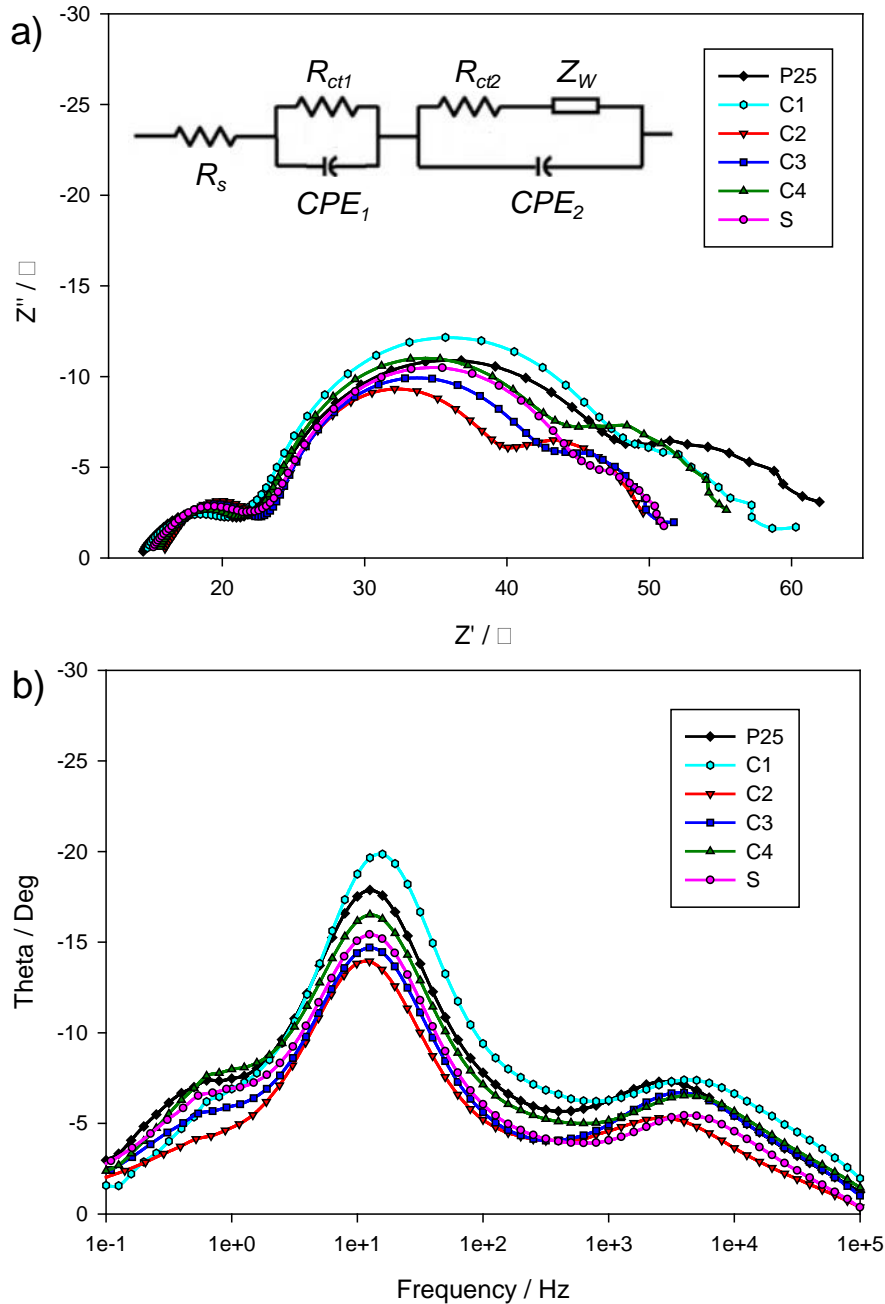 a)
-30
-25
-20
-15
-10
-5
0
Z'' / □
R_ct1
R_ct2
Z_W
R_s
CPE_1
CPE_2
P25
C1
C2
C3
C4
S
20
30
40
50
60
Z' / □
b)
-30
-25
-20
-15
-10
-5
0
Theta / Deg
P25
C1
C2
C3
C4
S
1e-1
1e+0
1e+1
1e+2
1e+3
1e+4
1e+5
Frequency / Hz